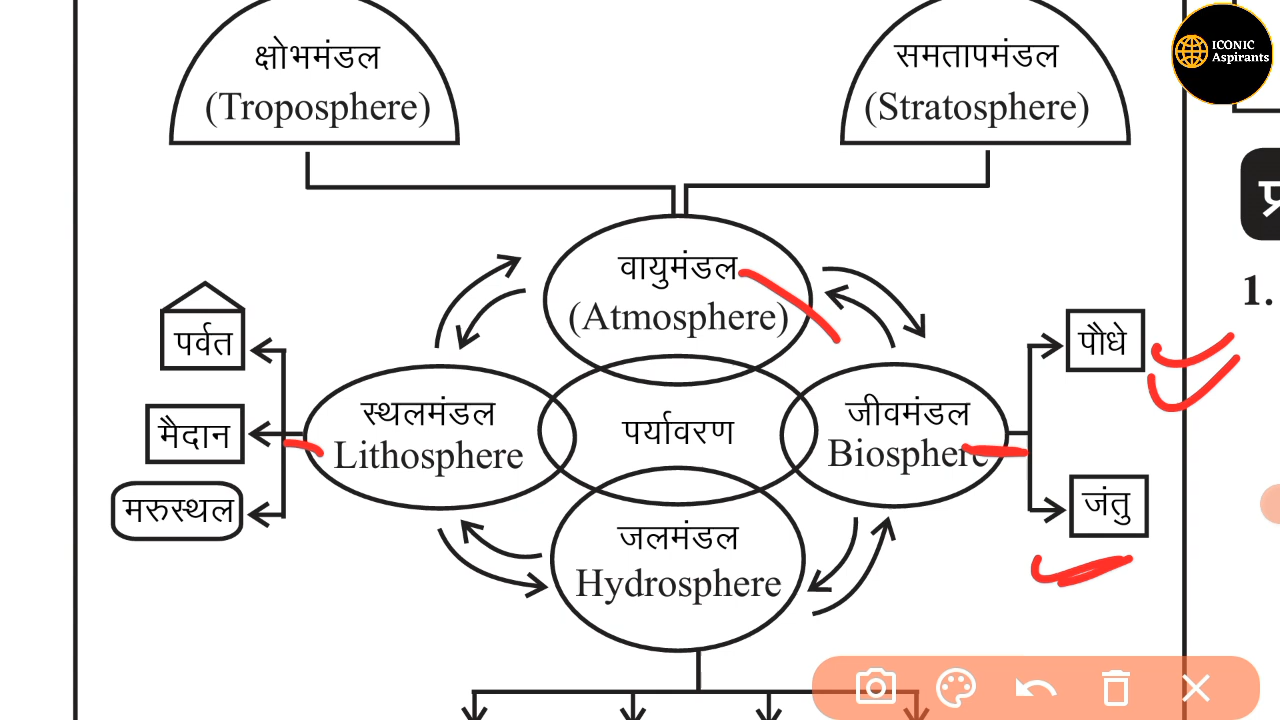 क्षोभमंडल
(Troposphere)
समतापमंडल
(Stratosphere)
ICONIC
Aspirants
वायुमंडल
(Atmosphere)
पर्वत
मैदान
मरुस्थल
स्थलमंडल
Lithosphere
पर्यावरण
जीवमंडल
Biosphere
पौधे
जंतु
जलमंडल
Hydrosphere
1.